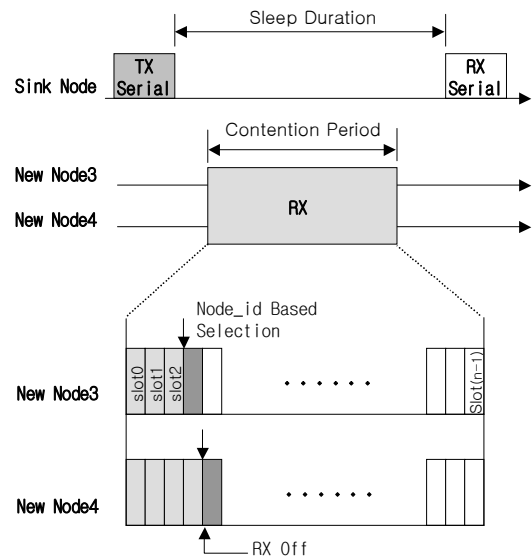 Sleep Duration
TX
Serial
RX
Serial
Sink Node
Contention Period
New Node3
RX
New Node4
Node_id Based
Selection
slot0
slot1
slot2
Slot(n-1)
New Node3
New Node4
RX Off